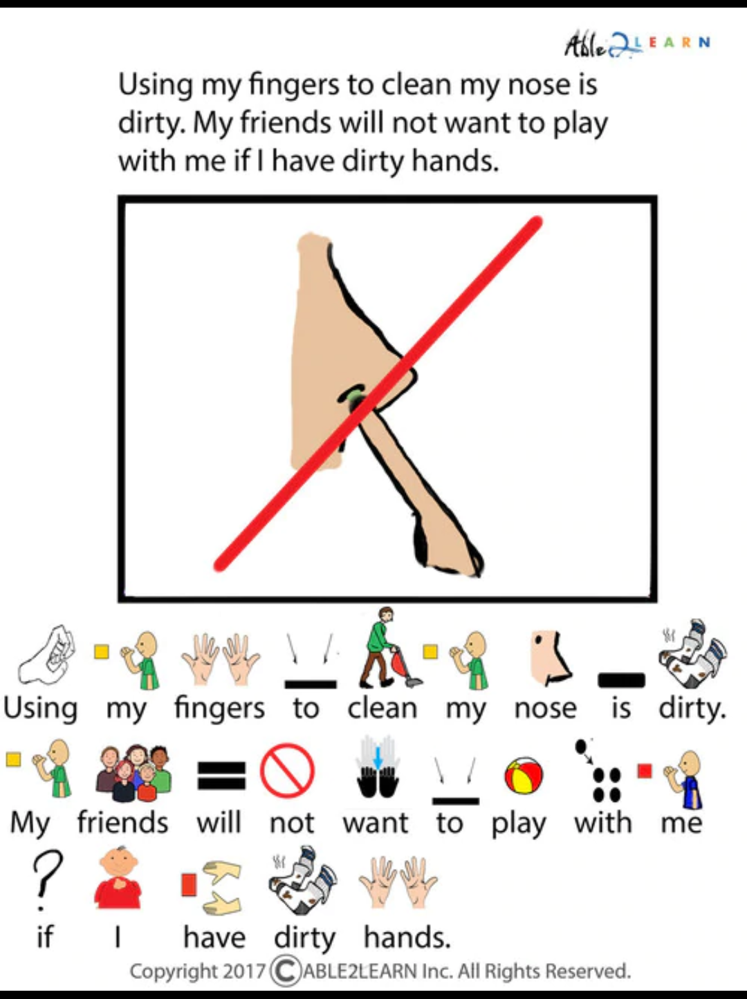 Able2LEARN
Using my fingers to clean my nose is
dirty. My friends will not want to play
with me if I have dirty hands.
Using my fingers to clean my nose is dirty.
My friends will not want to play with me
if I have dirty hands.
Copyright 2017 © ABLE2LEARN Inc. All Rights Reserved.